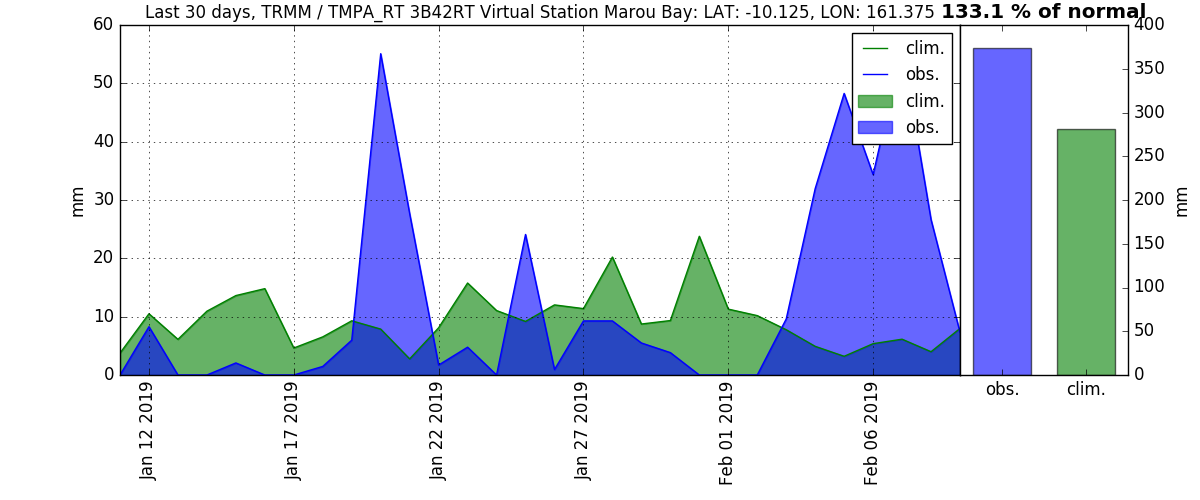 Last 30 days, TRMM / TMPA_RT 3B42RT Virtual Station Marou Bay: LAT: -10.125, LON: 161.375 133.1 % of normal
60
50
40
30
20
10
0
mm
clim.
obs.
clim.
obs.
400
350
300
250
200
150
100
50
0
mm
Jan 12 2019
Jan 17 2019
Jan 22 2019
Jan 27 2019
Feb 01 2019
Feb 06 2019
obs.
clim.